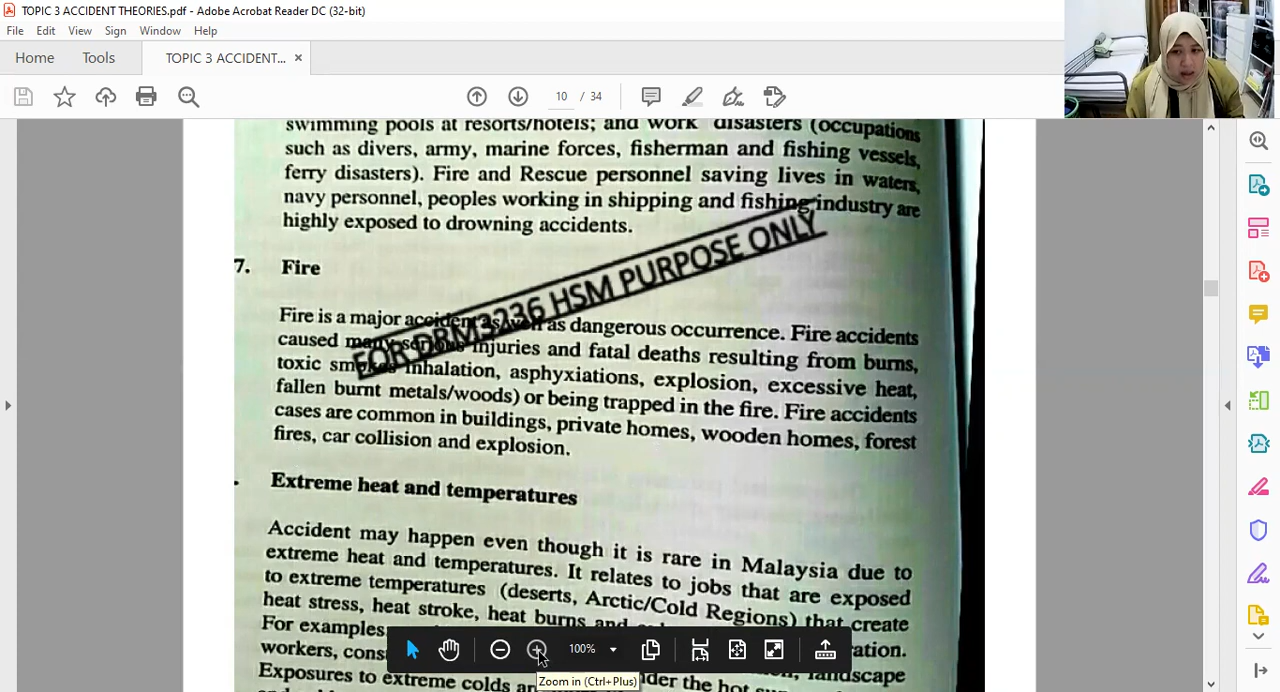 TOPIC 3 ACCIDENT THEORIES.pdf - Adobe Acrobat Reader DC (32-bit)
File Edit View Sign Window Help
Home Tools TOPIC 3 ACCIDENT... ×
10 / 34
swimming pools at resorts/hotels; and work disasters (occupations
such as divers, army, marine forces, fisherman and fishing vessels,
ferry disasters). Fire and Rescue personnel saving lives in waters,
navy personnel, peoples working in shipping and fishing industry are
highly exposed to drowning accidents.
FOR DRM3236 HSM PURPOSE ONLY
7. Fire
Fire is a major accident as well as dangerous occurrence. Fire accidents
caused many serious injuries and fatal deaths resulting from burns,
toxic smokes inhalation, asphyxiations, explosion, excessive heat,
fallen burnt metals/woods) or being trapped in the fire. Fire accidents
cases are common in buildings, private homes, wooden homes, forest
fires, car collision and explosion.
. Extreme heat and temperatures
Accident may happen even though it is rare in Malaysia due to
extreme heat and temperatures. It relates to jobs that are exposed
to extreme temperatures (deserts, Arctic/Cold Regions) that create
heat stress, heat stroke, heat burns and
For examples
workers, landscape
Exposures to extreme colds
100%
Zoom in (Ctrl+Plus)